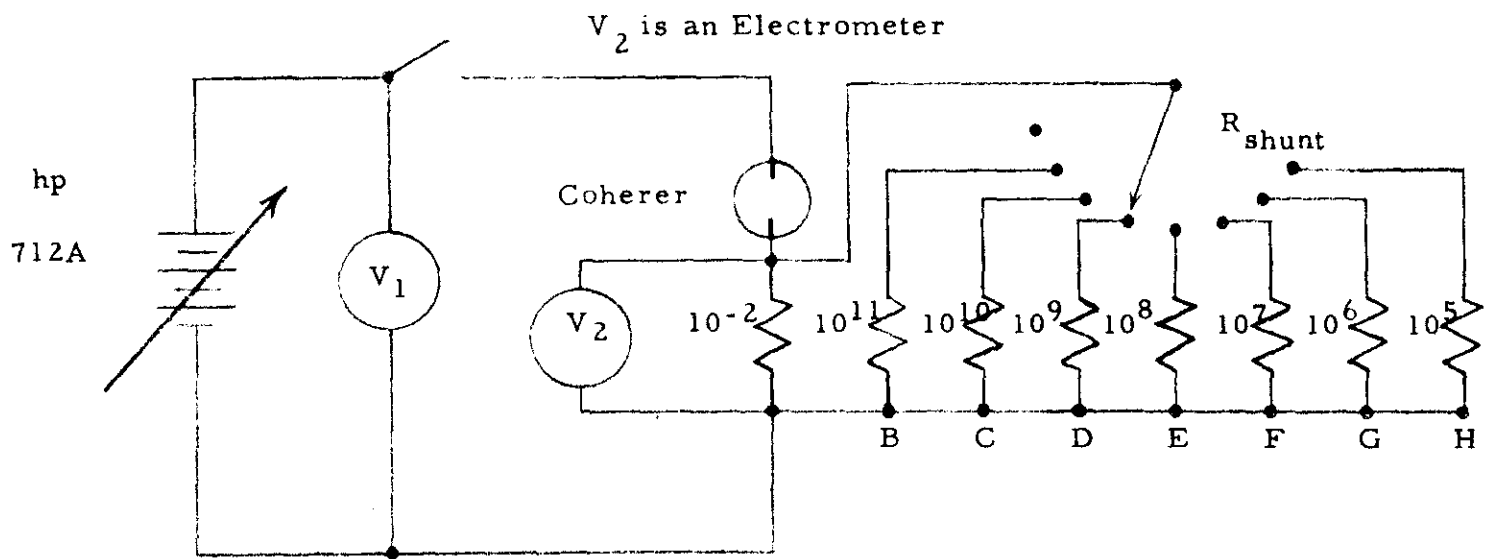 V2 is an Electrometer
hp
712A
V1
Coherer
V2
Rshunt
10-2
1011
1010
109
108
107
106
105
B C D E F G H